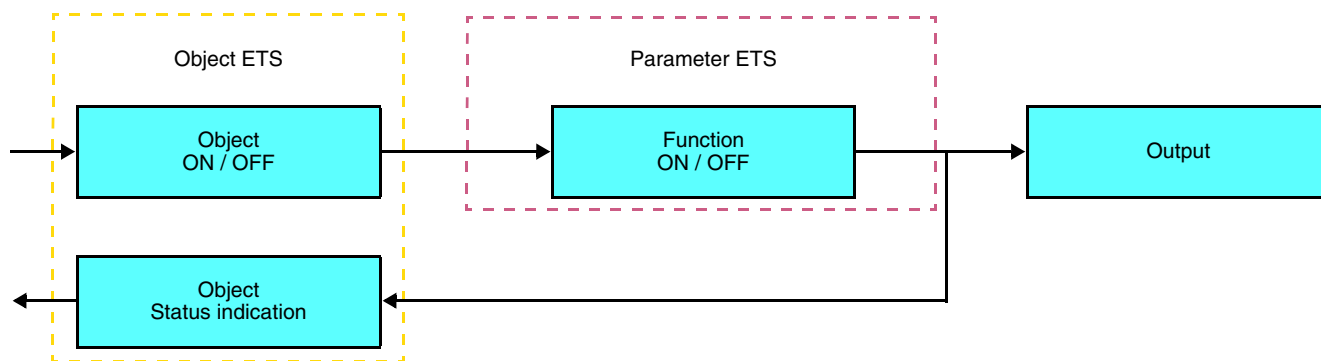 Object ETS
Parameter ETS
Object
ON / OFF
Function
ON / OFF
Output
Object
Status indication